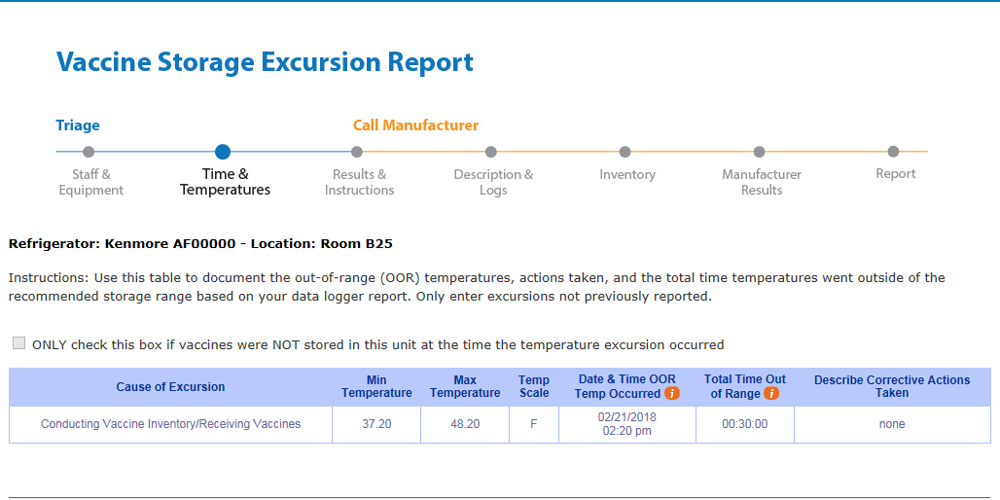 Vaccine Storage Excursion Report
Triage
Call Manufacturer
Staff &
Equipment
Time &
Temperatures
Results &
Instructions
Description &
Logs
Inventory
Manufacturer
Results
Report
Refrigerator: Kenmore AF00000 - Location: Room B25
Instructions: Use this table to document the out-of-range (OOR) temperatures, actions taken, and the total time temperatures went outside of the
recommended storage range based on your data logger report. Only enter excursions not previously reported.
ONLY check this box if vaccines were NOT stored in this unit at the time the temperature excursion occurred
Cause of Excursion
Min
Temperature
Max
Temperature
Temp
Scale
Date & Time OOR
Temp Occurred i
Total Time Out
of Range i
Describe Corrective Actions
Taken
Conducting Vaccine Inventory/Receiving Vaccines
37.20
48.20
F
02/21/2018
02:20 pm
00:30:00
none